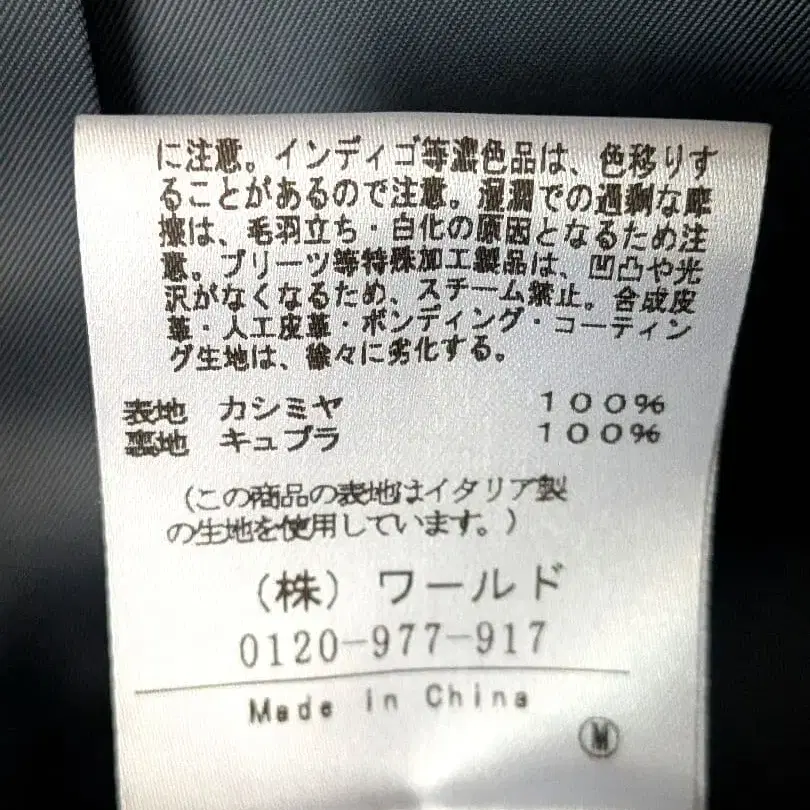 に注意。インディゴ等濃色品は、色移りす
ることがあるので注意。湿潤での過剰な摩
擦は、毛羽立ち・白化の原因となるため注
意。プリーツ等特殊加工製品は、凹凸や光
沢がなくなるため、スチーム禁止。合成皮
革・人工皮革・ボンディング・コーティン
グ生地は、徐々に劣化する。
表地 カシミヤ 100%
裏地 キュプラ 100%
(この商品の表地はイタリア製
の生地を使用しています。)
(株) ワールド
0120-977-917
Made in China
M